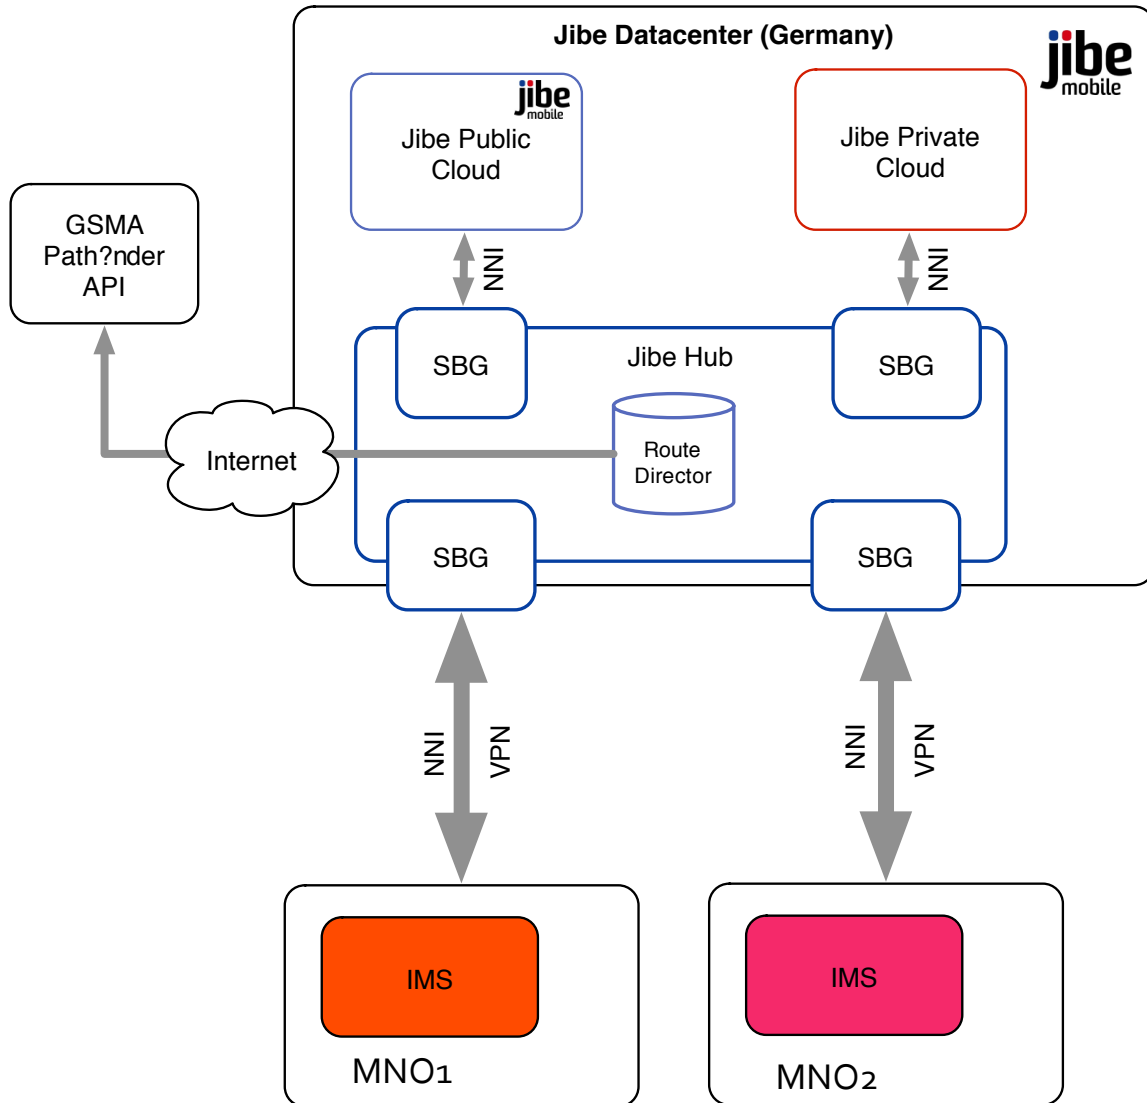 Jibe Datacenter (Germany)
jibe
mobile
jibe
mobile
Jibe Public
Cloud
Jibe Private
Cloud
GSMA
Path?nder
API
NNI
NNI
SBG
Jibe Hub
SBG
Route
Director
Internet
SBG
SBG
NNI
VPN
NNI
VPN
IMS
MNO1
IMS
MNO2